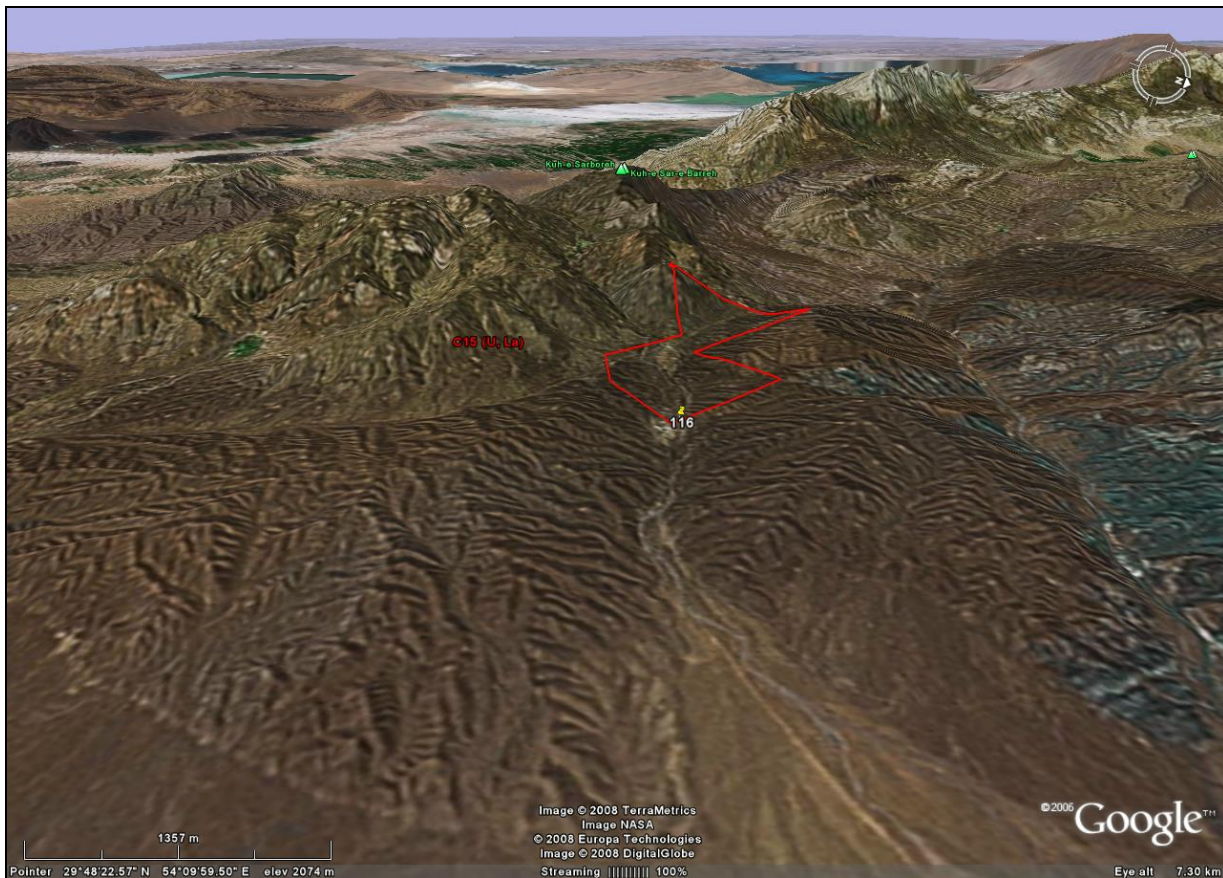 N
Kūh-e Sarboreh
Kuh-e Sar-e Barreh
C15 (U, La)
116
Image © 2008 TerraMetrics
Image NASA
© 2008 Europa Technologies
Image © 2008 DigitalGlobe
©2006 Google™
1357 m
Pointer 29°48'22.57" N 54°09'59.50" E elev 2074 m
Streaming |||||||||| 100%
Eye alt 7.30 km